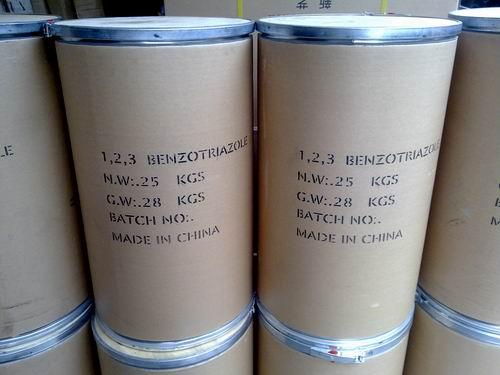 LE
1,2,3 BENZOTRIAZOLE
N.W:.25 KGS
G.W:.28 KGS
BATCH NO:.
MADE IN CHINA
1,2,3 BENZOTRIAZOLE
N.W:.25 KGS
G.W:.28 KGS
BATCH NO:.
MADE IN CHINA